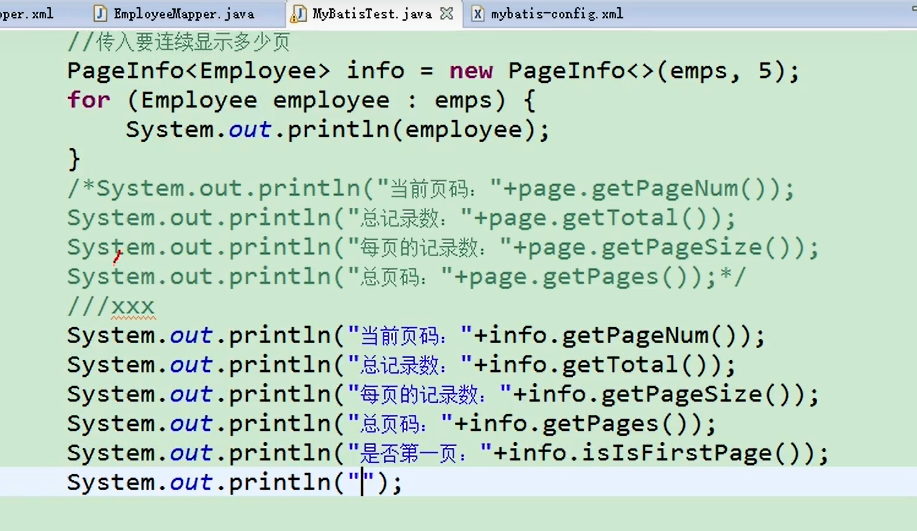 pper.xml EmployeeMapper.java MyBatisTest.java mybatis-config.xml
//传入要连续显示多少页
PageInfo<Employee> info = new PageInfo<>(emps, 5);
for (Employee employee : emps) {
System.out.println(employee);
}
/*System.out.println("当前页码："+page.getPageNum());
System.out.println("总记录数："+page.getTotal());
System.out.println("每页的记录数："+page.getPageSize());
System.out.println("总页码："+page.getPages());*/
///xxx
System.out.println("当前页码："+info.getPageNum());
System.out.println("总记录数："+info.getTotal());
System.out.println("每页的记录数："+info.getPageSize());
System.out.println("总页码："+info.getPages());
System.out.println("是否第一页："+info.isIsFirstPage());
System.out.println("");